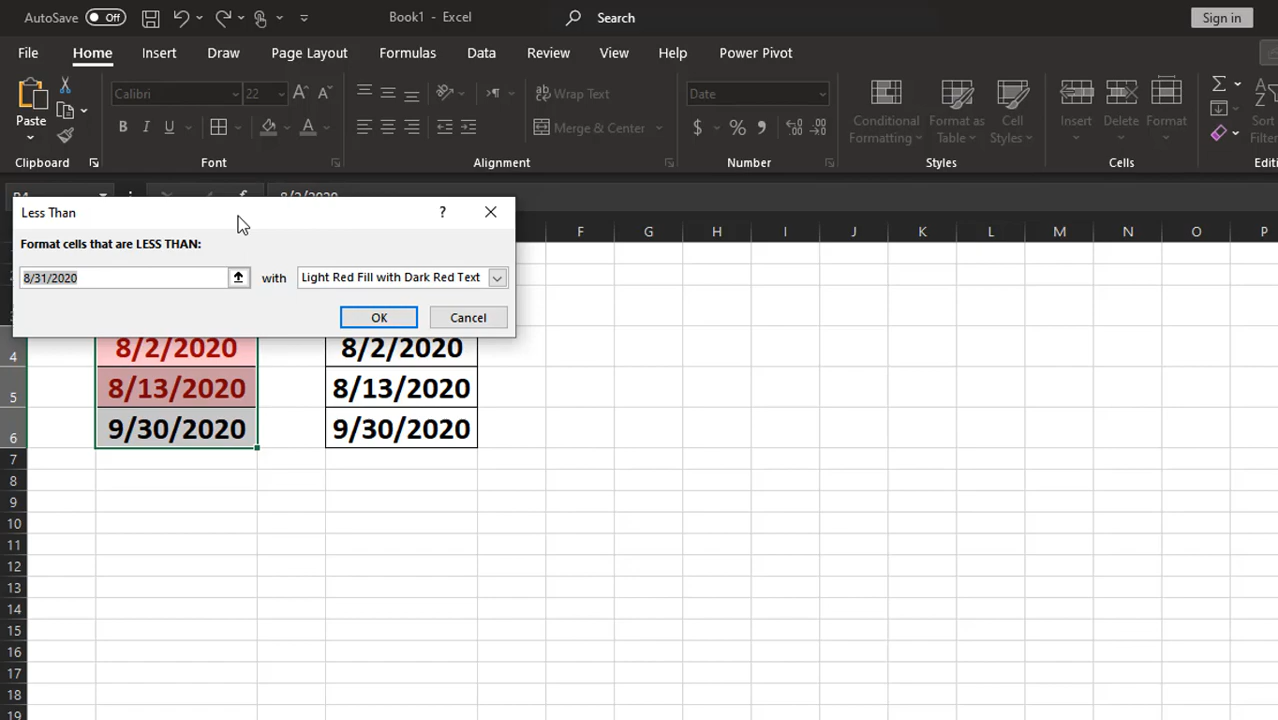 AutoSave Off Book1 - Excel Search Sign in
File Home Insert Draw Page Layout Formulas Data Review View Help Power Pivot
Paste Calibri 22 Wrap Text Date Conditional Formatting Format as Table Cell Styles Insert Delete Format Sort
B I U Merge & Center $ %
Clipboard Font Alignment Number Styles Cells
8/2/2020
Less Than
Format cells that are LESS THAN:
8/31/2020 with Light Red Fill with Dark Red Text
OK Cancel
F G H I J K L M N O P
4 8/2/2020 8/2/2020
5 8/13/2020 8/13/2020
6 9/30/2020 9/30/2020
7
8
9
10
11
12
13
14
15
16
17
18
19